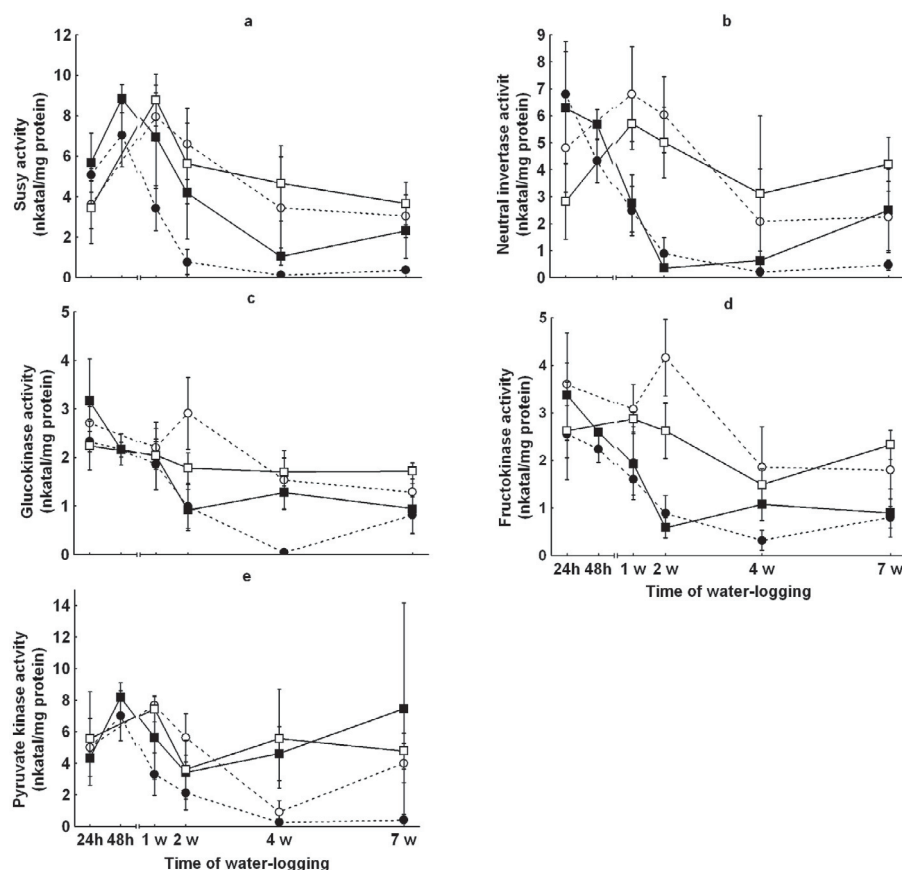 a
Susy actvity
(nkatal/mg protein)
12
10
8
6
4
2
0
b
Neutral invertase activit
(nkatal/mg protein)
9
8
7
6
5
4
3
2
1
0
c
Glucokinase activity
(nkatal/mg protein)
5
4
3
2
1
0
d
Fructokinase activity
(nkatal/mg protein)
5
4
3
2
1
0
24h 48h 1 w 2 w 4 w 7 w
Time of water-logging
e
Pyruvate kinase actvity
(nkatal/mg protein)
14
12
10
8
6
4
2
0
24h 48h 1 w 2 w 4 w 7 w
Time of water-logging